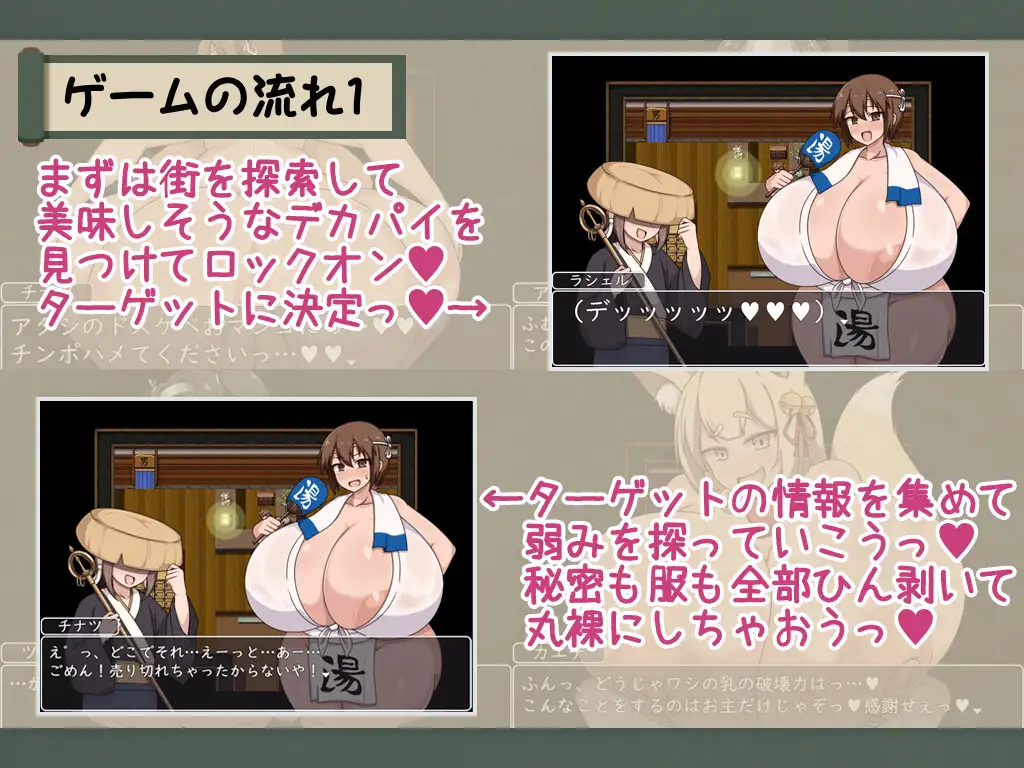 ゲームの流れ1
まずは街を探索して
美味しそうなデカパイを
見つけてロックオン♥
ターゲットに決定っ♥→
湯
男
ラシェル
(デッッッッッ♥♥♥)
湯
男
湯
チナツ
え゛っ、どこでそれ…えーっと…あー…
ごめん！売り切れちゃったからないや！
湯
←ターゲットの情報を集めて
弱みを探っていこうっ♥
秘密も服も全部ひん剥いて
丸裸にしちゃおうっ♥
チンポハメてくださいっ…♥♥
カエデ
ふんっ、どうじゃワシの乳の破壊力はっ…♥
こんなことをするのはお主だけじゃぞっ♥感謝せぇっ♥